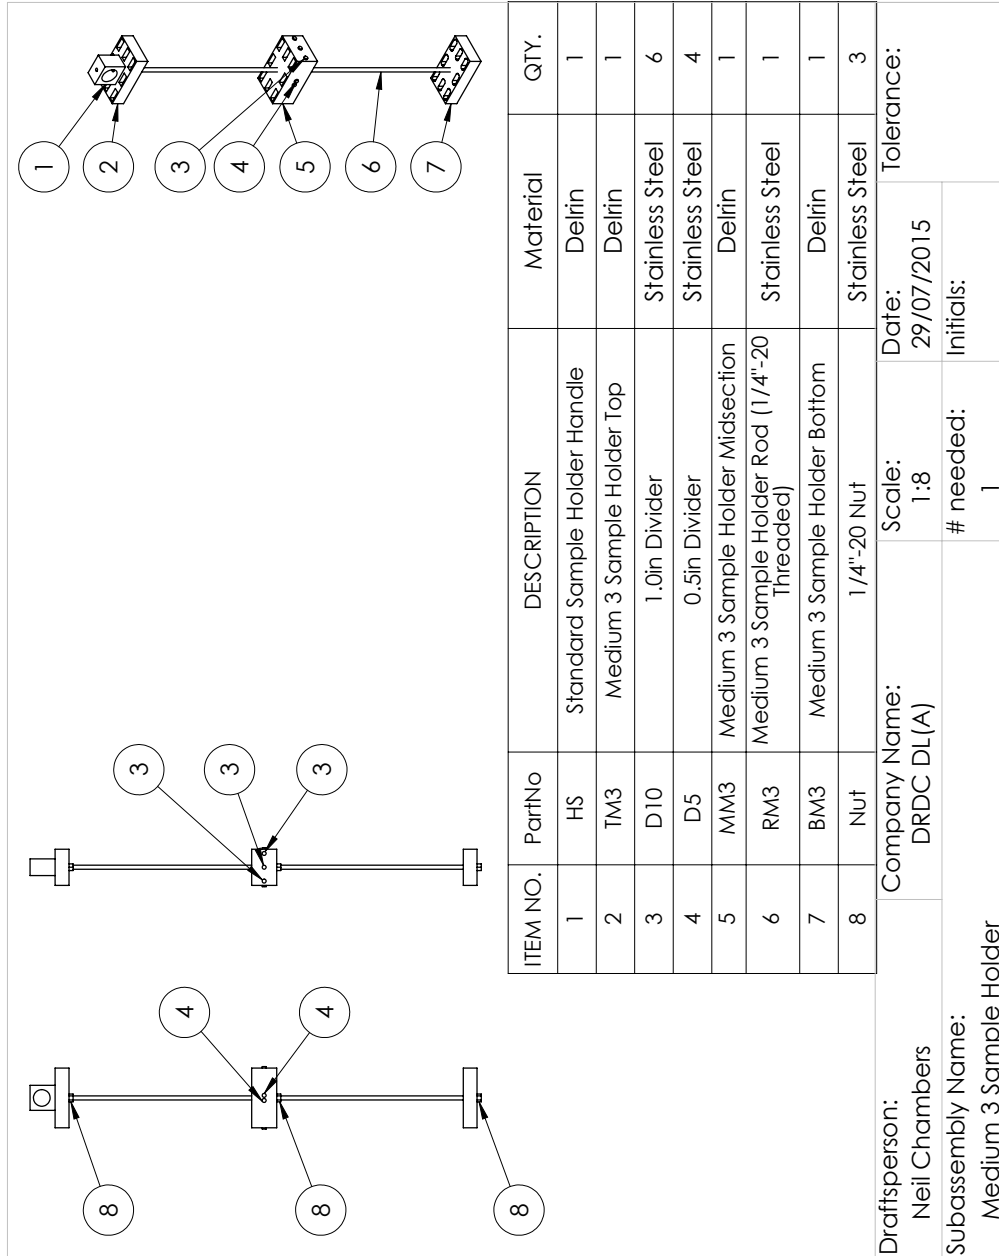 8
4
4
8
8
3
3
3
1
2
3
4
5
6
7
ITEM NO. PartNo DESCRIPTION Material QTY.
1 HS Standard Sample Holder Handle Delrin 1
2 TM3 Medium 3 Sample Holder Top Delrin 1
3 D10 1.0in Divider Stainless Steel 6
4 D5 0.5in Divider Stainless Steel 4
5 MM3 Medium 3 Sample Holder Midsection Delrin 1
6 RM3 Medium 3 Sample Holder Rod (1/4"-20 Stainless Steel 1
Threaded)
7 BM3 Medium 3 Sample Holder Bottom Delrin 1
8 Nut 1/4"-20 Nut Stainless Steel 3
Draftsperson:
Neil Chambers
Company Name:
DRDC DL(A)
Scale:
1:8
Date:
29/07/2015
Tolerance:
Subassembly Name:
Medium 3 Sample Holder
# needed:
1
Initials: